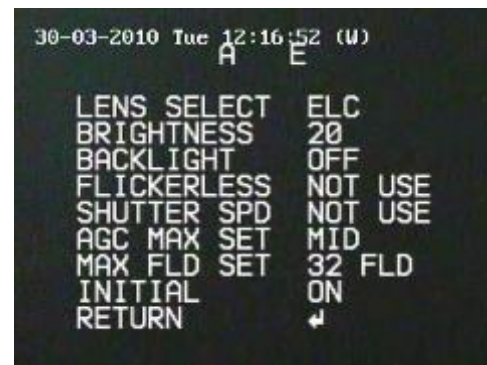 30-03-2010 Tue 12:16:52 (W)
A E
LENS SELECT ELC
BRIGHTNESS 20
BACKLIGHT OFF
FLICKERLESS NOT USE
SHUTTER SPD NOT USE
AGC MAX SET MID
MAX FLD SET 32 FLD
INITIAL ON
RETURN ↲